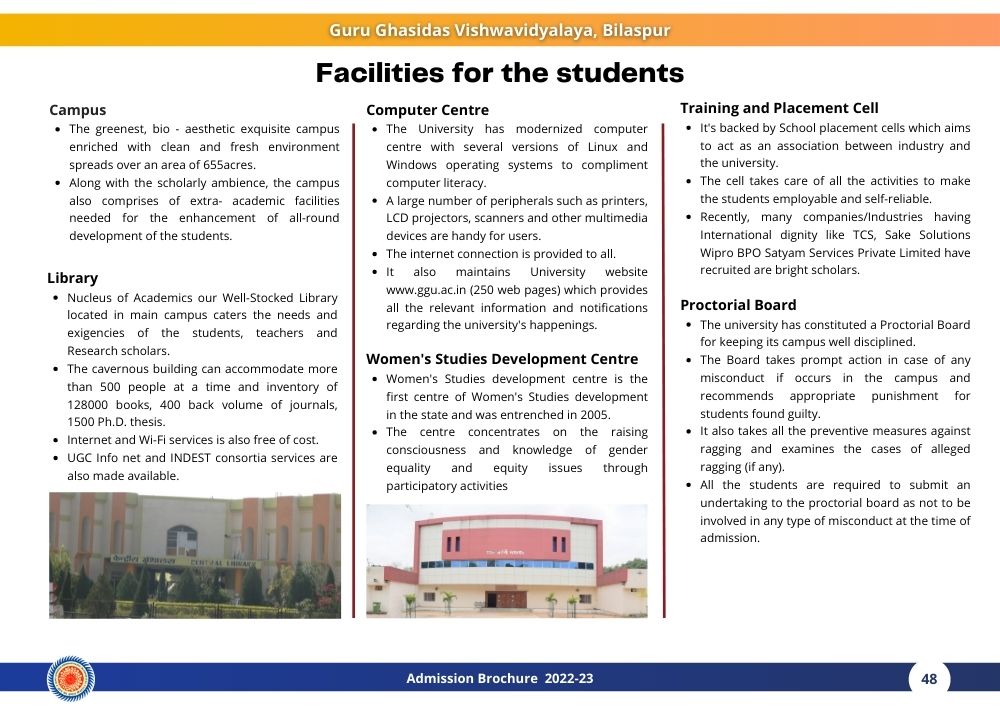 Guru Ghasidas Vishwavidyalaya, Bilaspur
Facilities for the students
Campus
• The greenest, bio - aesthetic exquisite campus
enriched with clean and fresh environment
spreads over an area of 655acres.
• Along with the scholarly ambience, the campus
also comprises of extra- academic facilities
needed for the enhancement of all-round
development of the students.
Library
• Nucleus of Academics our Well-Stocked Library
located in main campus caters the needs and
exigencies of the students, teachers and
Research scholars.
• The cavernous building can accommodate more
than 500 people at a time and inventory of
128000 books, 400 back volume of journals,
1500 Ph.D. thesis.
• Internet and Wi-Fi services is also free of cost.
• UGC Info net and INDEST consortia services are
also made available.
केन्द्रीय ग्रंथालय CENTRAL LIBRARY
Computer Centre
• The University has modernized computer
centre with several versions of Linux and
Windows operating systems to compliment
computer literacy.
• A large number of peripherals such as printers,
LCD projectors, scanners and other multimedia
devices are handy for users.
• The internet connection is provided to all.
• It also maintains University website
www.ggu.ac.in (250 web pages) which provides
all the relevant information and notifications
regarding the university's happenings.
Women's Studies Development Centre
• Women's Studies development centre is the
first centre of Women's Studies development
in the state and was entrenched in 2005.
• The centre concentrates on the raising
consciousness and knowledge of gender
equality and equity issues through
participatory activities
Training and Placement Cell
• It's backed by School placement cells which aims
to act as an association between industry and
the university.
• The cell takes care of all the activities to make
the students employable and self-reliable.
• Recently, many companies/Industries having
International dignity like TCS, Sake Solutions
Wipro BPO Satyam Services Private Limited have
recruited are bright scholars.
Proctorial Board
• The university has constituted a Proctorial Board
for keeping its campus well disciplined.
• The Board takes prompt action in case of any
misconduct if occurs in the campus and
recommends appropriate punishment for
students found guilty.
• It also takes all the preventive measures against
ragging and examines the cases of alleged
ragging (if any).
• All the students are required to submit an
undertaking to the proctorial board as not to be
involved in any type of misconduct at the time of
admission.
Admission Brochure 2022-23
48